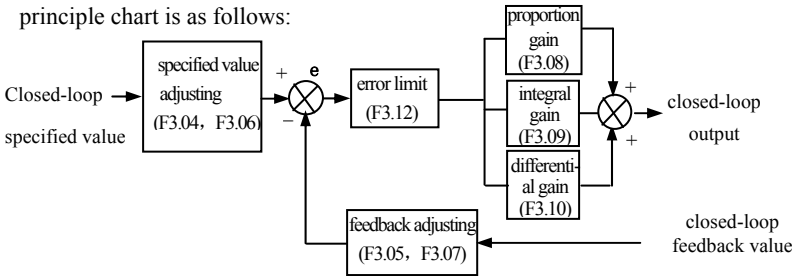 principle chart is as follows:
Closed-loop
specified value
specified value
adjusting
(F3.04，F3.06)
+
e
−
error limit
(F3.12)
proportion
gain
(F3.08)
integral
gain
(F3.09)
differenti-
al gain
(F3.10)
+
+
closed-loop
output
feedback adjusting
(F3.05，F3.07)
closed-loop
feedback value